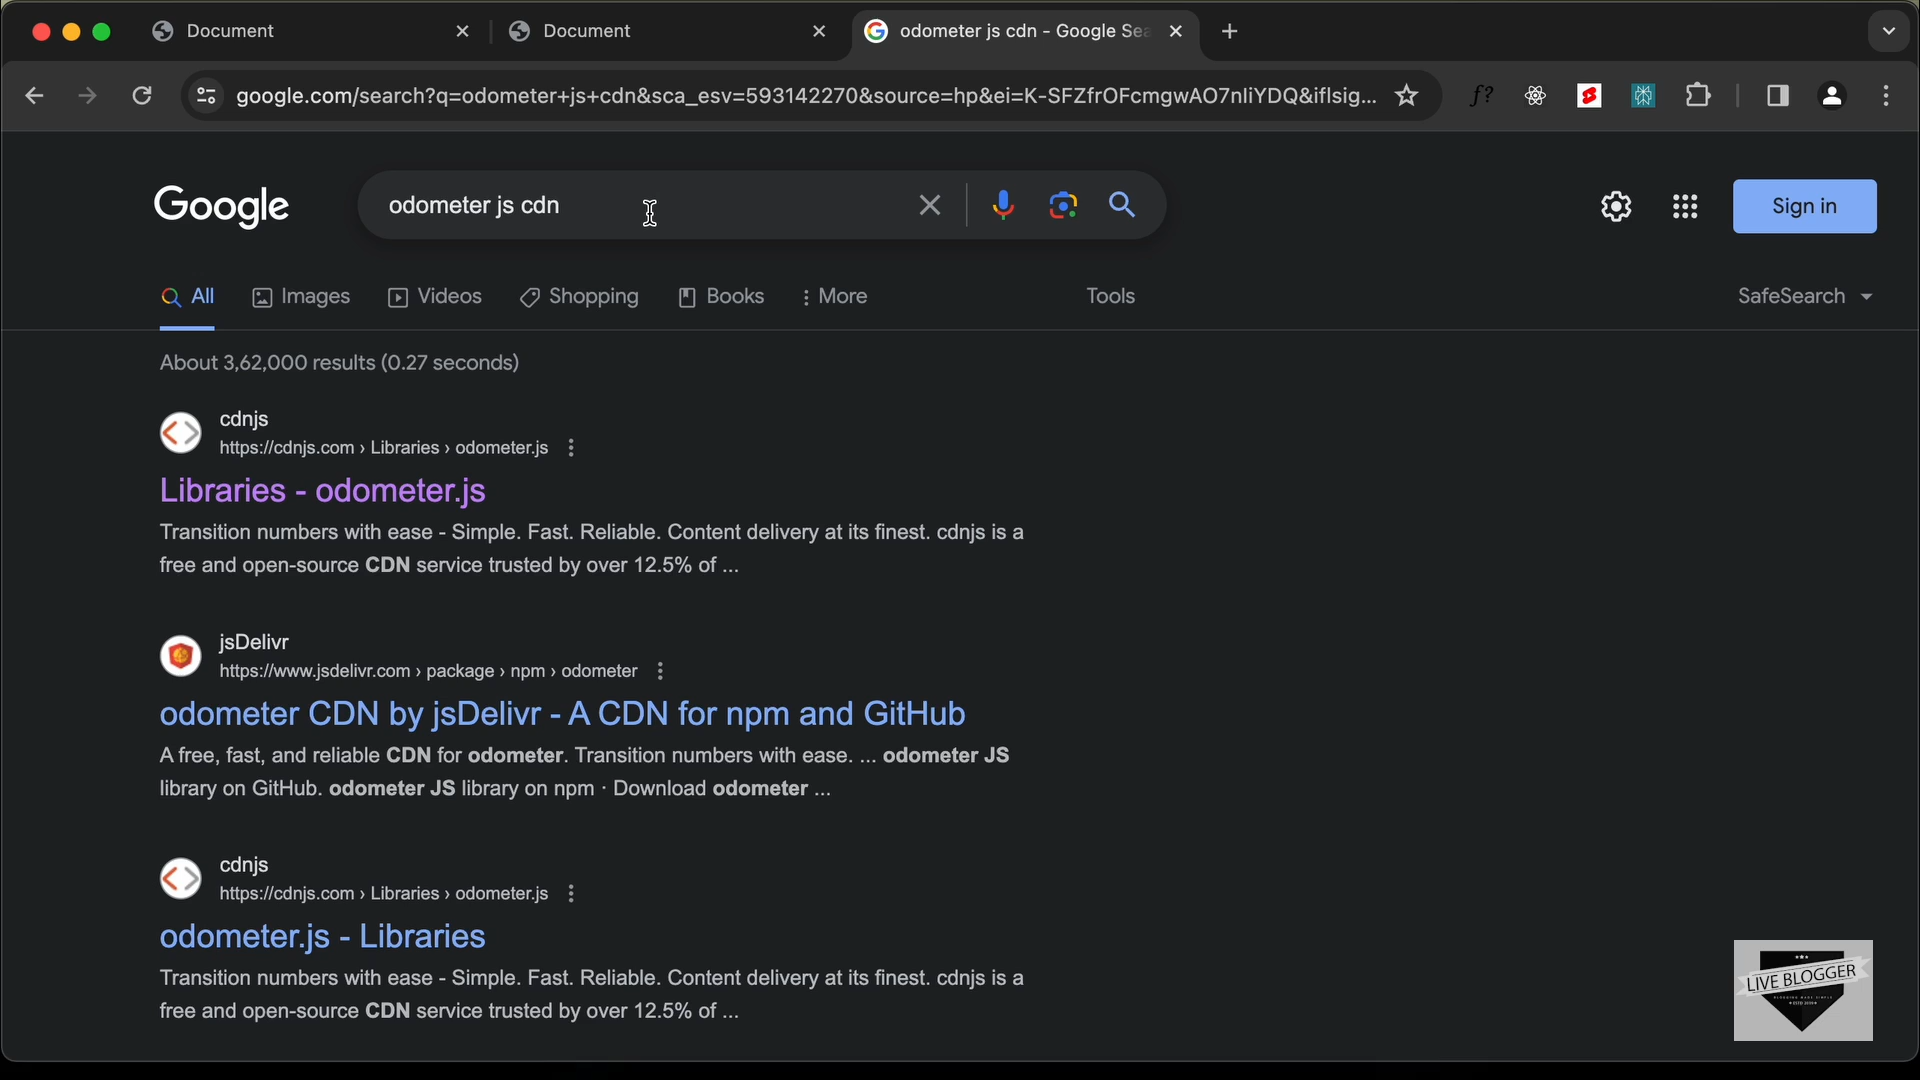 Document
Document
odometer js cdn - Google Sea
google.com/search?q=odometer+js+cdn&sca_esv=593142270&source=hp&ei=K-SFZfrOFcmgwAO7nIiYDQ&iflsig...
f?
Google
odometer js cdn
Sign in
All
Images
Videos
Shopping
Books
More
Tools
SafeSearch
About 3,62,000 results (0.27 seconds)
cdnjs
https://cdnjs.com › Libraries › odometer.js
Libraries - odometer.js
Transition numbers with ease - Simple. Fast. Reliable. Content delivery at its finest. cdnjs is a
free and open-source CDN service trusted by over 12.5% of ...
jsDelivr
https://www.jsdelivr.com › package › npm › odometer
odometer CDN by jsDelivr - A CDN for npm and GitHub
A free, fast, and reliable CDN for odometer. Transition numbers with ease. ... odometer JS
library on GitHub. odometer JS library on npm · Download odometer ...
cdnjs
https://cdnjs.com › Libraries › odometer.js
odometer.js - Libraries
Transition numbers with ease - Simple. Fast. Reliable. Content delivery at its finest. cdnjs is a
free and open-source CDN service trusted by over 12.5% of ...
LIVE BLOGGER